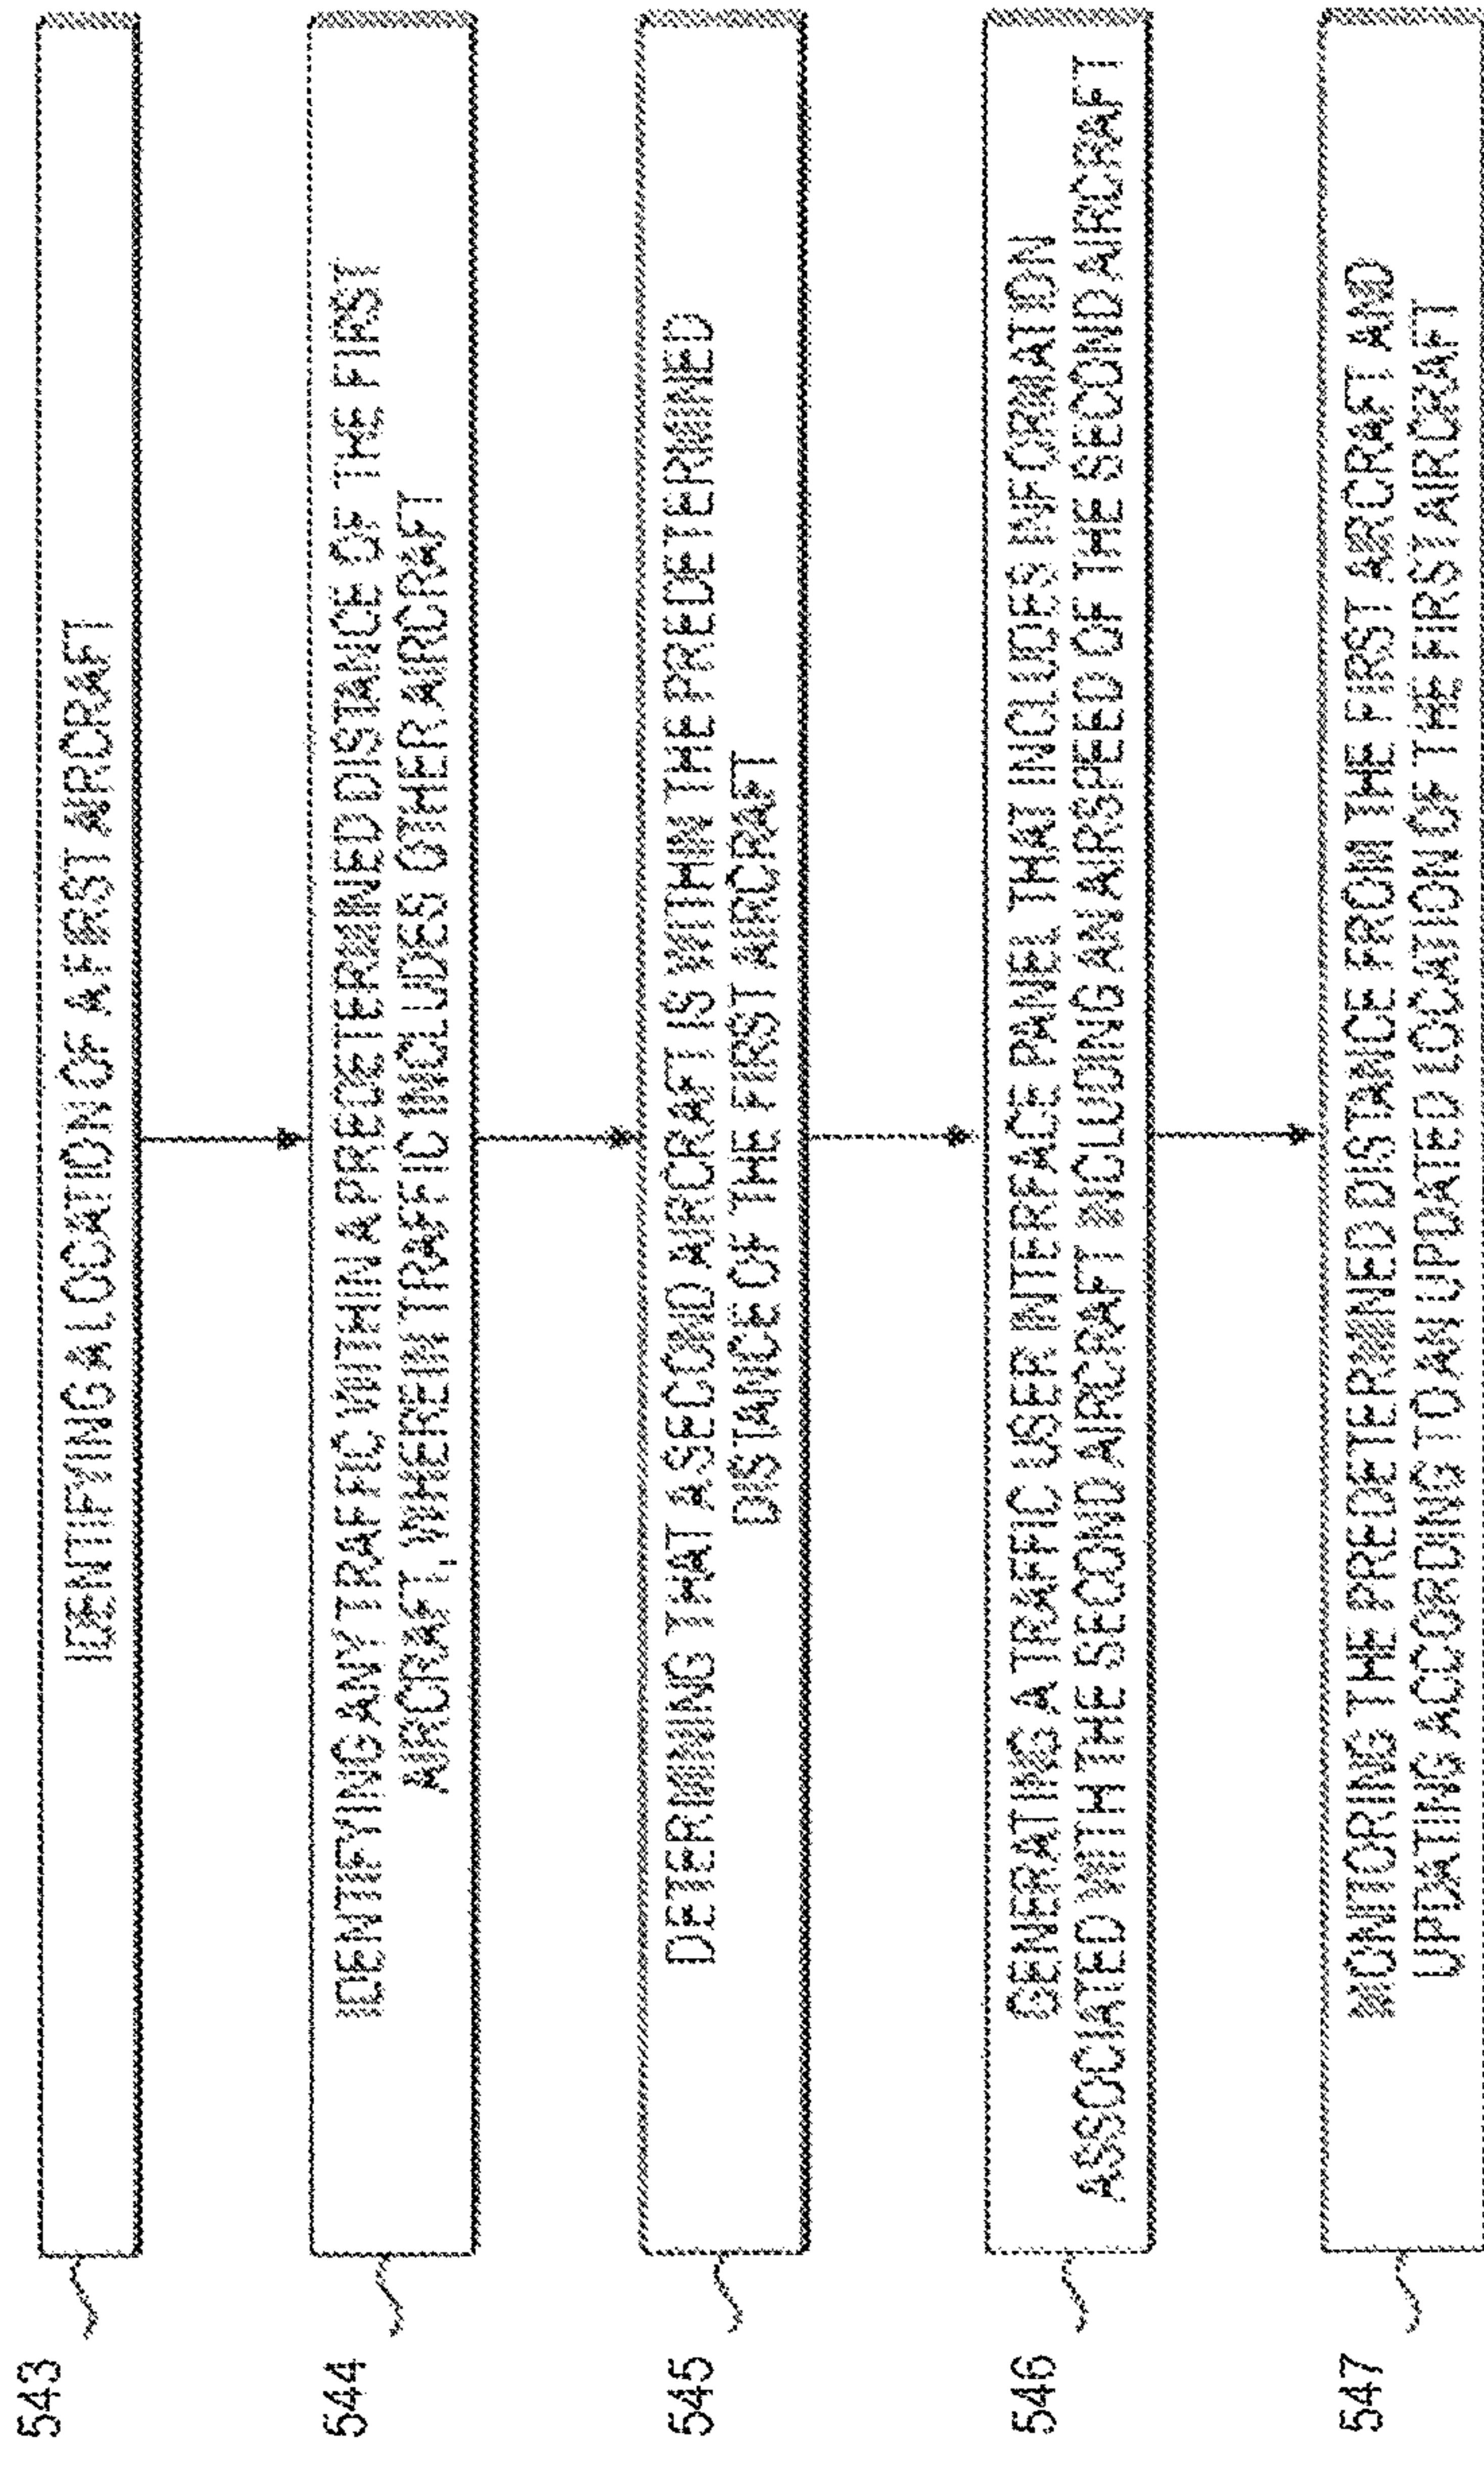 543
IDENTIFYING A LOCATION OF A FIRST AIRCRAFT
544
IDENTIFYING ANY TRAFFIC WITHIN A PREDETERMINED DISTANCE OF THE FIRST
AIRCRAFT, WHEREIN TRAFFIC INCLUDES OTHER AIRCRAFT
545
DETERMINING THAT A SECOND AIRCRAFT IS WITHIN THE PREDETERMINED
DISTANCE OF THE FIRST AIRCRAFT
546
GENERATING A TRAFFIC USER INTERFACE PANEL THAT INCLUDES INFORMATION
ASSOCIATED WITH THE SECOND AIRCRAFT INCLUDING AN AIRSPEED OF THE SECOND AIRCRAFT
547
MONITORING THE PREDETERMINED DISTANCE FROM THE FIRST AIRCRAFT AND
UPDATING ACCORDING TO AN UPDATED LOCATION OF THE FIRST AIRCRAFT